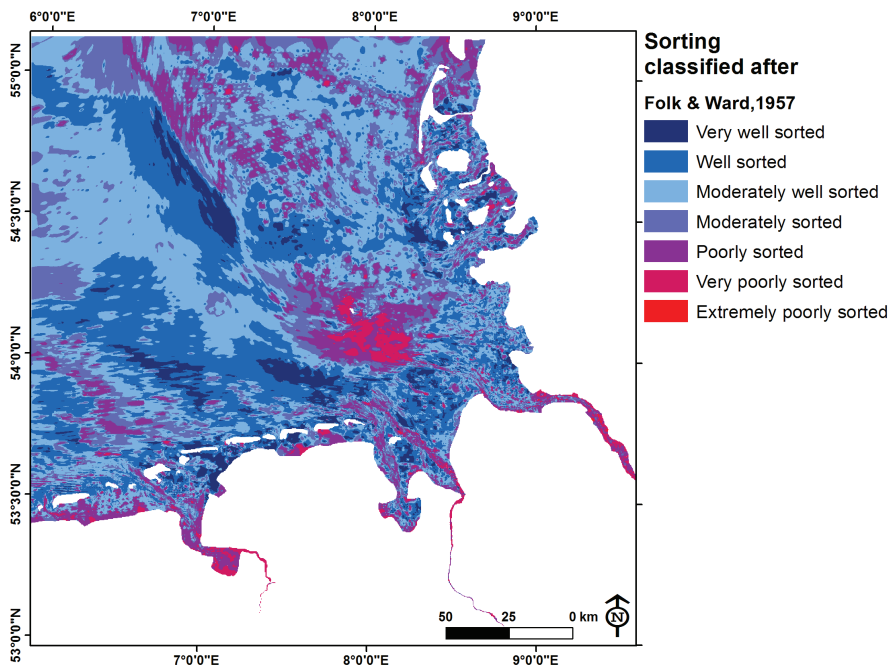 6°0'0"E 7°0'0"E 8°0'0"E 9°0'0"E
55°0'0"N
54°30'0"N
54°0'0"N
53°30'0"N
53°0'0"N
Sorting
classified after
Folk & Ward,1957
Very well sorted
Well sorted
Moderately well sorted
Moderately sorted
Poorly sorted
Very poorly sorted
Extremely poorly sorted
50 25 0 km
N
7°0'0"E 8°0'0"E 9°0'0"E